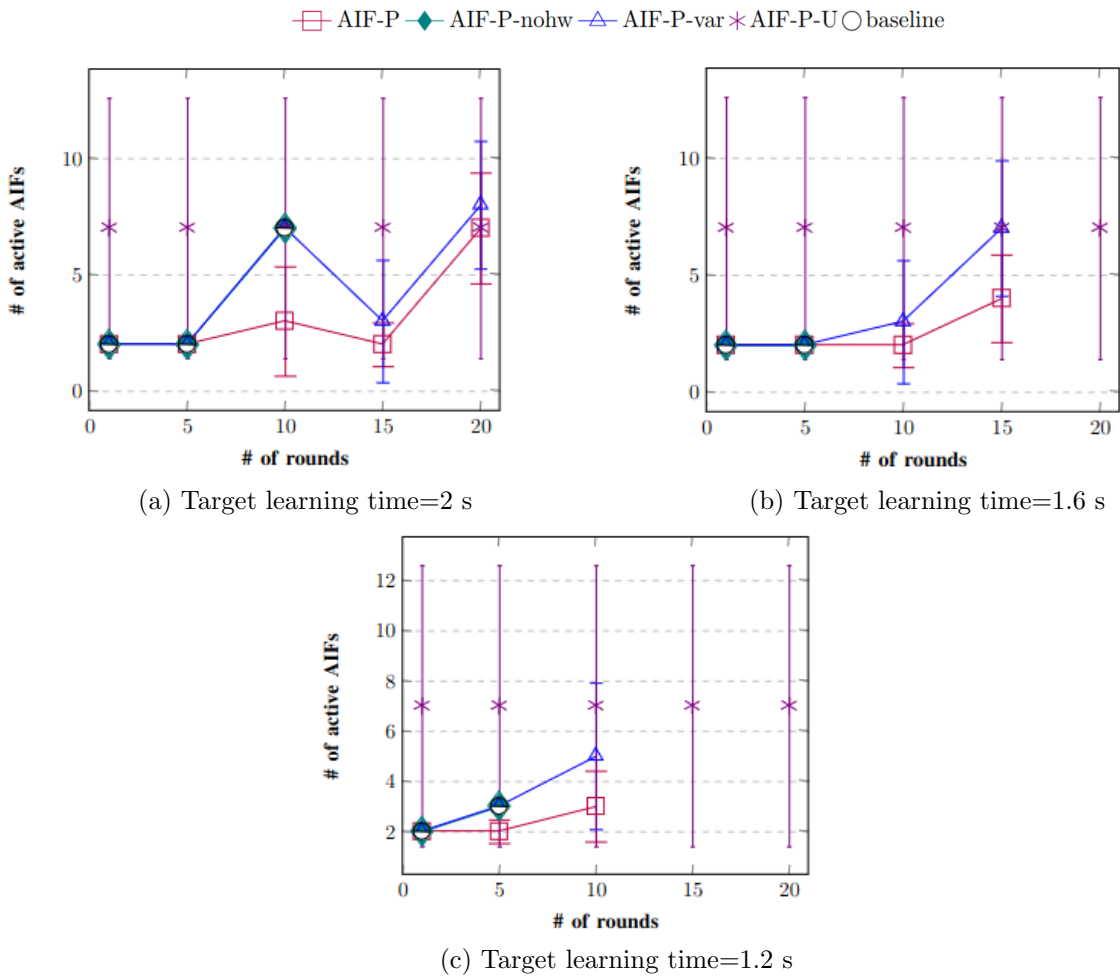 AIF-P AIF-P-nohw AIF-P-var AIF-P-U baseline
10
5
0
# of active AIFs
0 5 10 15 20
# of rounds
(a) Target learning time=2 s
10
5
0
# of active AIFs
0 5 10 15 20
# of rounds
(b) Target learning time=1.6 s
12
10
8
6
4
2
# of active AIFs
0 5 10 15 20
# of rounds
(c) Target learning time=1.2 s